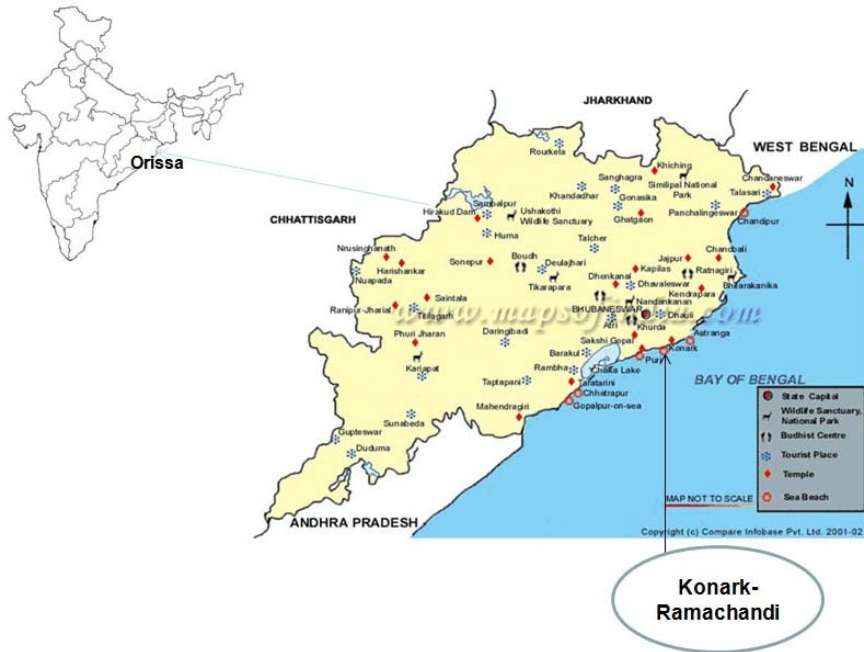 Orissa
JHARKHAND
WEST BENGAL
CHHATTISGARH
ANDHRA PRADESH
BAY OF BENGAL
N
Rourkela
Khiching
Similipal National
Park
Chandaneswar
Talasari
Sanghagra
Gonasika
Khandadhar
Ghatgaon
Panchalingeswar
Chandipur
Sambalpur
Hirakud Dam
Ushakothi
Wildlife Sanctuary
Huma
Talcher
Nrusinghanath
Harishankar
Nuapada
Sonepur
Boudh
Deulajhari
Tikarapara
Dhenkanal
Kapilas
Jajpur
Chandbali
Ratnagiri
Bhitarakanika
Dhavaleswar
Kendrapara
Nandankanan
Ranipur-Jharial
Saintala
Titlagarh
BHUBANESWAR
Dhauli
Atri
Khurda
www.mapsofindia.com
Phuri Jharan
Daringibadi
Sakshi Gopal
Astranga
Konark
Puri
Barakul
Rambha
Chilika Lake
Karlapat
Taptapani
Taratarini
Chhatrapur
Gopalpur-on-sea
Mahendragiri
Sunabeda
Gupteswar
Duduma
State Capital
Wildlife Sanctuary,
National Park
Budhist Centre
Tourist Place
Temple
Sea Beach
MAP NOT TO SCALE
Copyright (c) Compare Infobase Pvt. Ltd. 2001-02
Konark-
Ramachandi